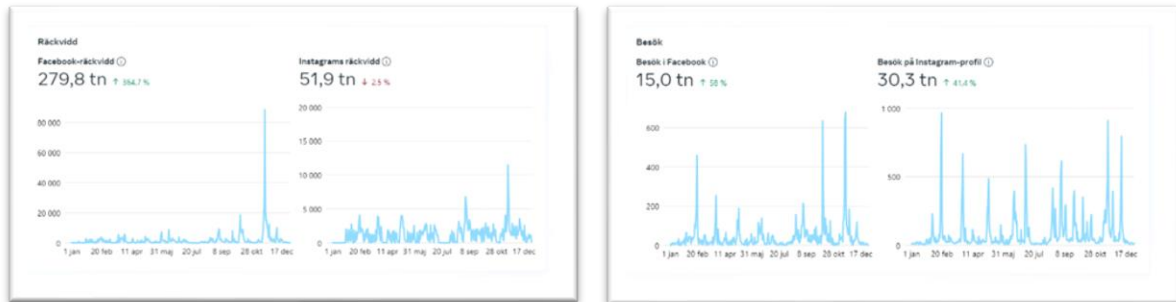 Räckvidd
Facebook-räckvidd
279,8 tn ↑ 364,7 %
80 000
60 000
40 000
20 000
0
1 jan 20 feb 11 apr 31 maj 20 jul 8 sep 28 okt 17 dec
Instagrams räckvidd
51,9 tn ↓ 2,5 %
20 000
15 000
10 000
5 000
0
1 jan 20 feb 11 apr 31 maj 20 jul 8 sep 28 okt 17 dec
Besök
Besök i Facebook
15,0 tn ↑ 58 %
600
400
200
0
1 jan 20 feb 11 apr 31 maj 20 jul 8 sep 28 okt 17 dec
Besök på Instagram-profil
30,3 tn ↑ 41,4 %
1 000
500
0
1 jan 20 feb 11 apr 31 maj 20 jul 8 sep 28 okt 17 dec